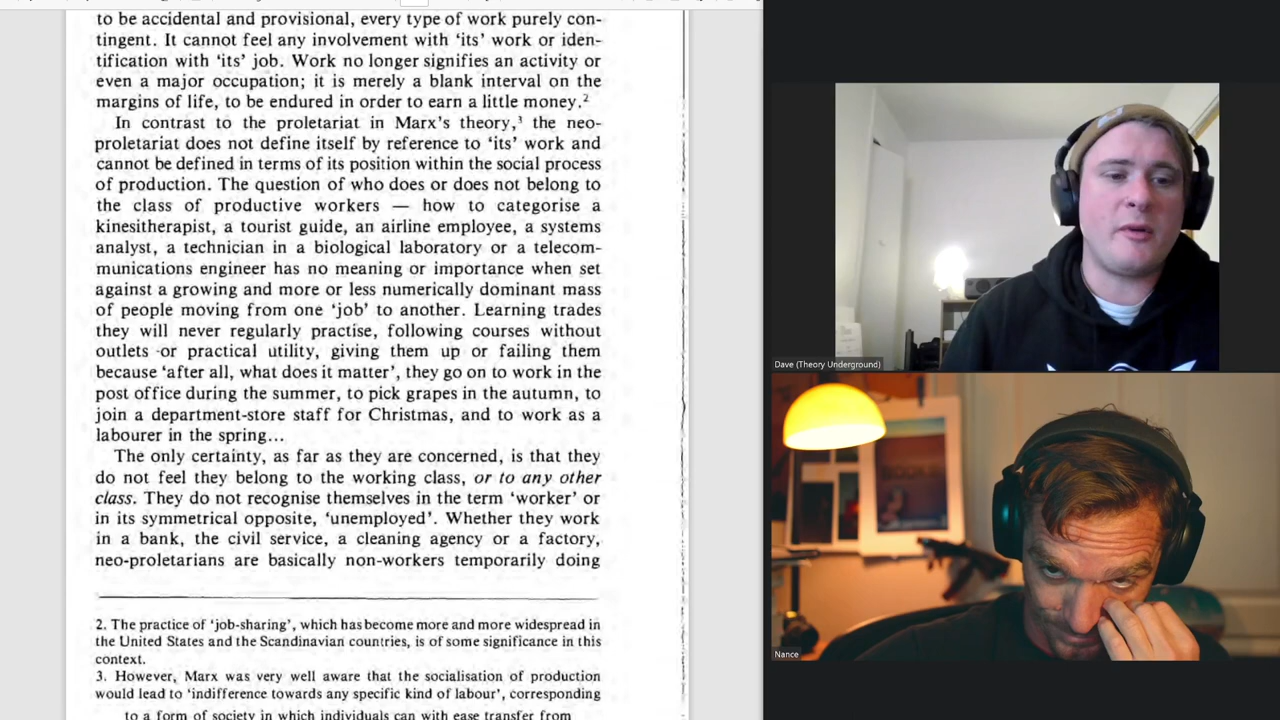 to be accidental and provisional, every type of work purely con-
tingent. It cannot feel any involvement with ‘its’ work or iden-
tification with ‘its’ job. Work no longer signifies an activity or
even a major occupation; it is merely a blank interval on the
margins of life, to be endured in order to earn a little money.²
In contrast to the proletariat in Marx’s theory,³ the neo-
proletariat does not define itself by reference to ‘its’ work and
cannot be defined in terms of its position within the social process
of production. The question of who does or does not belong to
the class of productive workers — how to categorise a
kinesitherapist, a tourist guide, an airline employee, a systems
analyst, a technician in a biological laboratory or a telecom-
munications engineer has no meaning or importance when set
against a growing and more or less numerically dominant mass
of people moving from one ‘job’ to another. Learning trades
they will never regularly practise, following courses without
outlets or practical utility, giving them up or failing them
because ‘after all, what does it matter’, they go on to work in the
post office during the summer, to pick grapes in the autumn, to
join a department-store staff for Christmas, and to work as a
labourer in the spring...
The only certainty, as far as they are concerned, is that they
do not feel they belong to the working class, or to any other
class. They do not recognise themselves in the term ‘worker’ or
in its symmetrical opposite, ‘unemployed’. Whether they work
in a bank, the civil service, a cleaning agency or a factory,
neo-proletarians are basically non-workers temporarily doing
2. The practice of ‘job-sharing’, which has become more and more widespread in
the United States and the Scandinavian countries, is of some significance in this
context.
3. However, Marx was very well aware that the socialisation of production
would lead to ‘indifference towards any specific kind of labour’, corresponding
to a form of society in which individuals can with ease transfer from
Dave (Theory Underground)
Nance